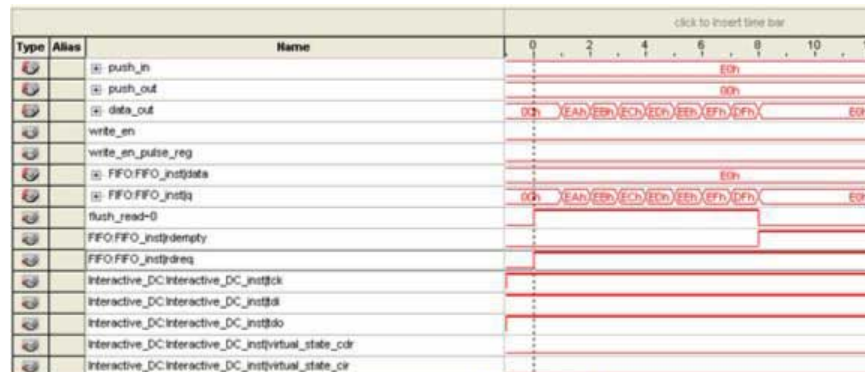 click to insert time bar
Type Alias Name 0 2 4 6 8 10
push_in E0h
push_out 00h
data_out 00h EAh EBh ECh EDh EEh EFh DFh E0h
write_en
write_en_pulse_reg
FIFO:FIFO_inst|data E0h
FIFO:FIFO_inst|q 00h EAh EBh ECh EDh EEh EFh DFh E0h
flush_read~0
FIFO:FIFO_inst|rdempty
FIFO:FIFO_inst|rdreq
Interactive_DC:Interactive_DC_inst|tck
Interactive_DC:Interactive_DC_inst|tdi
Interactive_DC:Interactive_DC_inst|tdo
Interactive_DC:Interactive_DC_inst|virtual_state_cdr
Interactive_DC:Interactive_DC_inst|virtual_state_cir